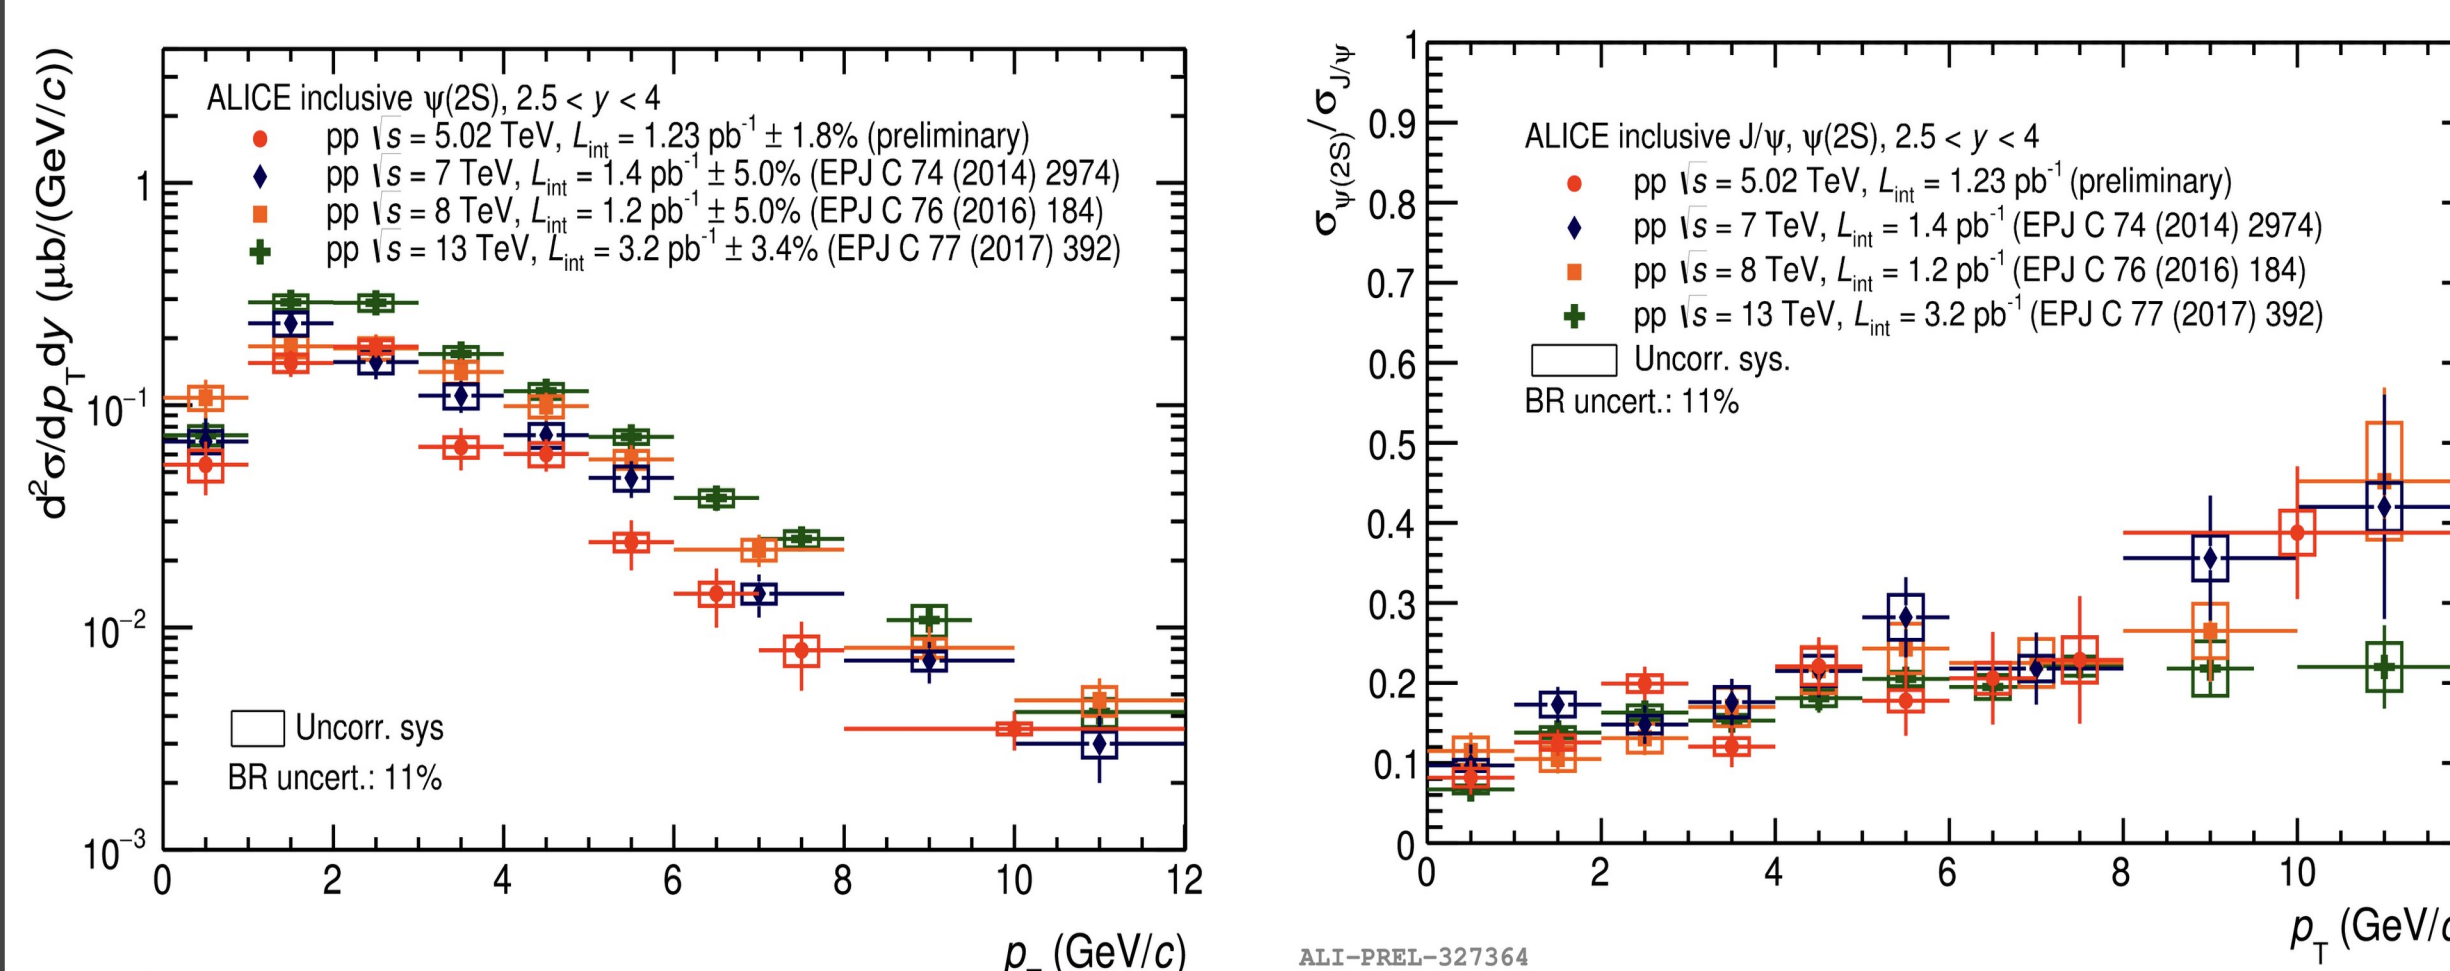 d²σ/dp_T dy (μb/(GeV/c))
ALICE inclusive ψ(2S), 2.5 < y < 4
pp √s = 5.02 TeV, L_int = 1.23 pb⁻¹ ± 1.8% (preliminary)
pp √s = 7 TeV, L_int = 1.4 pb⁻¹ ± 5.0% (EPJ C 74 (2014) 2974)
pp √s = 8 TeV, L_int = 1.2 pb⁻¹ ± 5.0% (EPJ C 76 (2016) 184)
pp √s = 13 TeV, L_int = 3.2 pb⁻¹ ± 3.4% (EPJ C 77 (2017) 392)
1
10⁻¹
10⁻²
10⁻³
Uncorr. sys
BR uncert.: 11%
0 2 4 6 8 10 12
p (GeV/c)
σ_ψ(2S)/σ_J/ψ
1
0.9
0.8
0.7
0.6
0.5
0.4
0.3
0.2
0.1
0
ALICE inclusive J/ψ, ψ(2S), 2.5 < y < 4
pp √s = 5.02 TeV, L_int = 1.23 pb⁻¹ (preliminary)
pp √s = 7 TeV, L_int = 1.4 pb⁻¹ (EPJ C 74 (2014) 2974)
pp √s = 8 TeV, L_int = 1.2 pb⁻¹ (EPJ C 76 (2016) 184)
pp √s = 13 TeV, L_int = 3.2 pb⁻¹ (EPJ C 77 (2017) 392)
Uncorr. sys.
BR uncert.: 11%
0 2 4 6 8 10
p_T (GeV/
ALI-PREL-327364